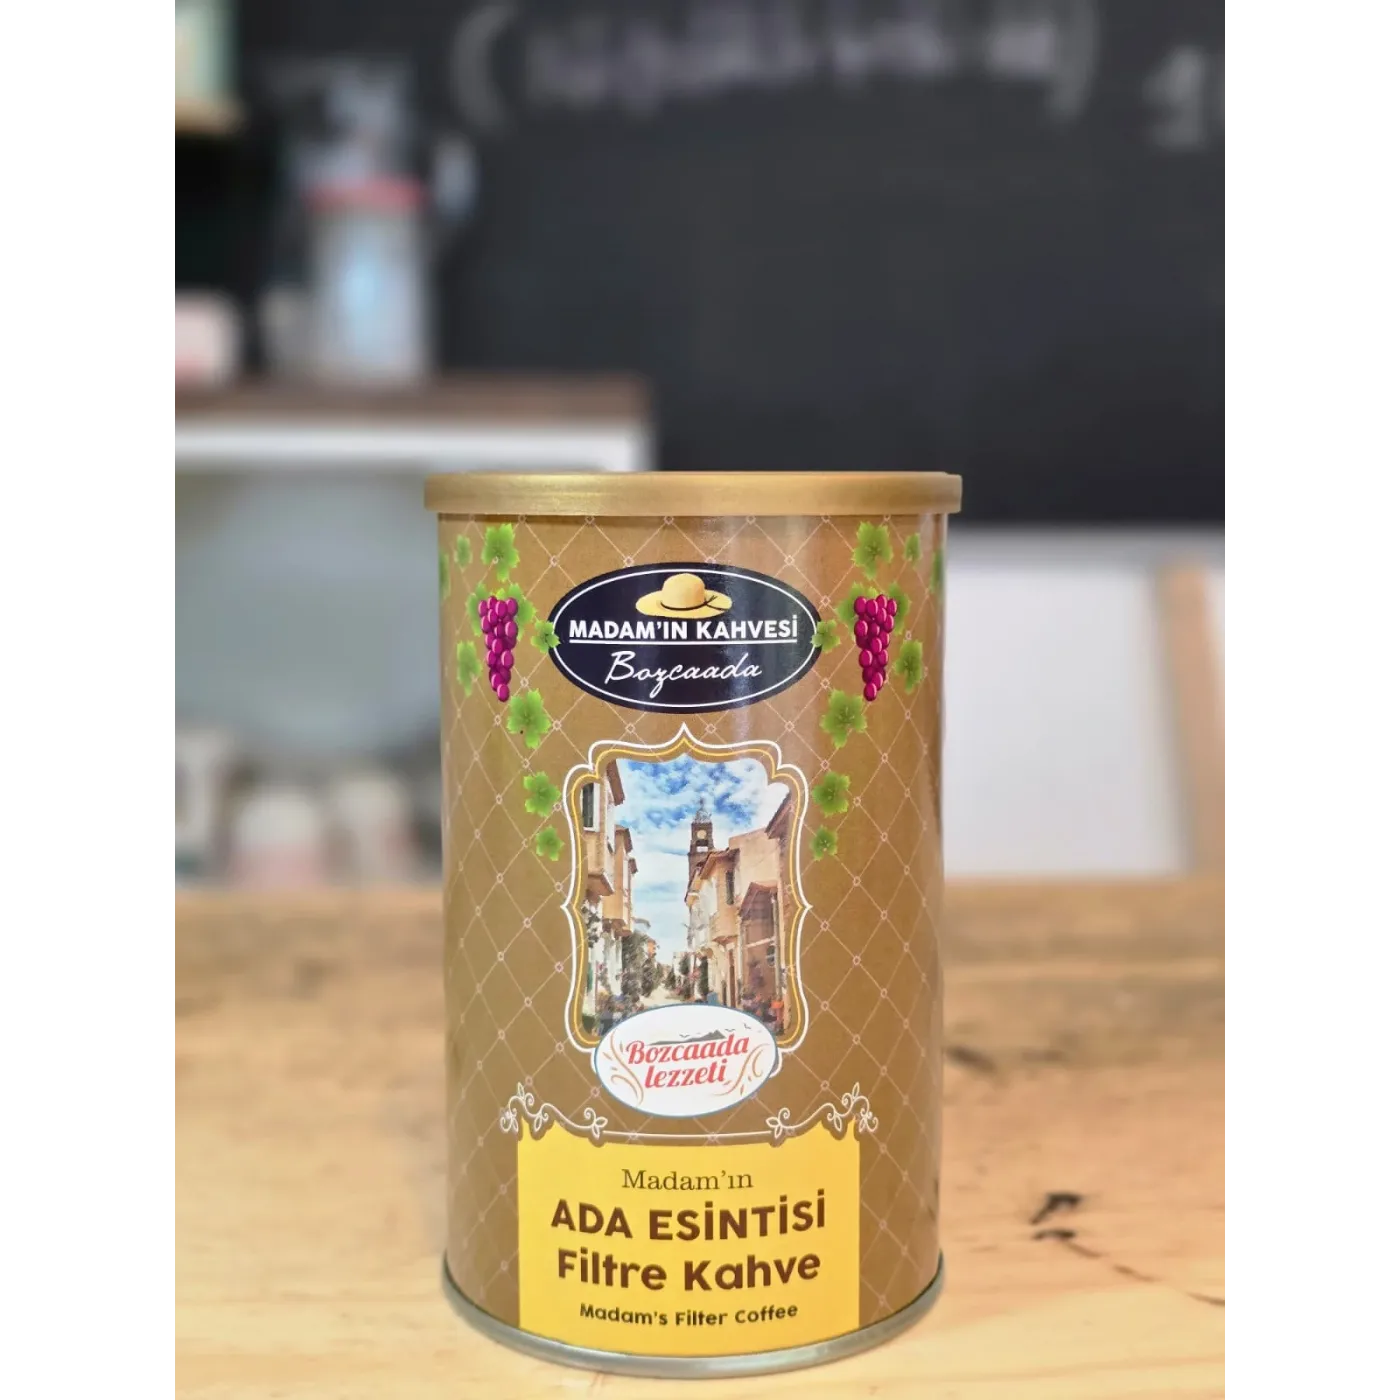 MADAM'IN KAHVESİ
Bozcaada
Bozcaada
lezzeti
Madam'ın
ADA ESİNTİSİ
Filtre Kahve
Madam's Filter Coffee